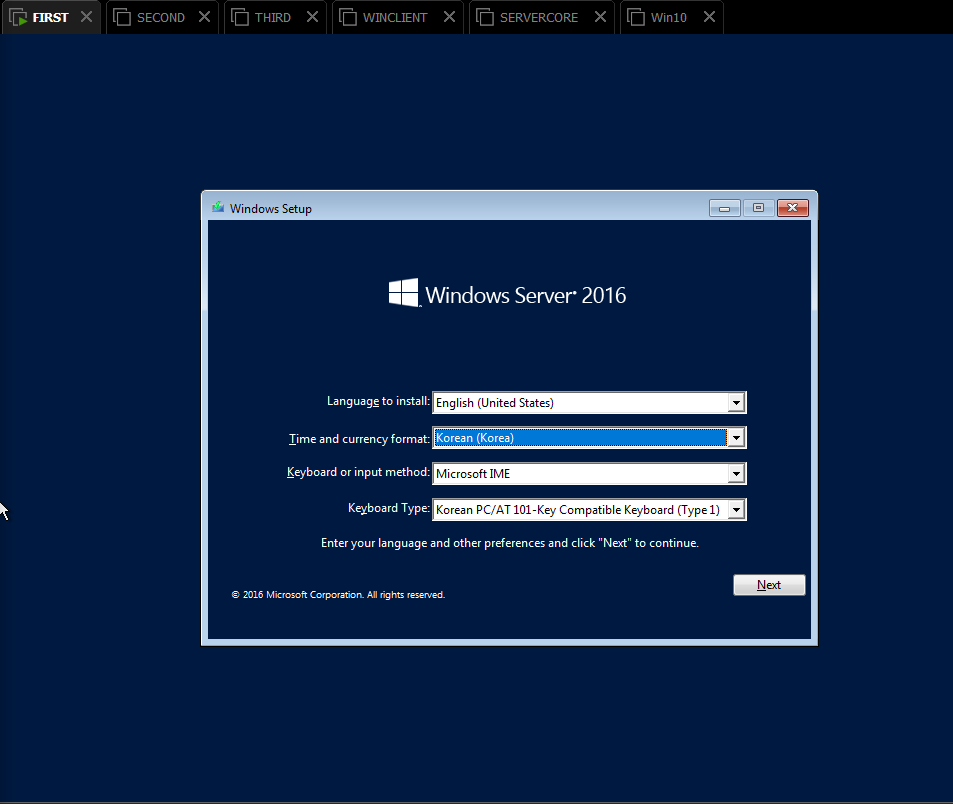 FIRST SECOND THIRD WINCLIENT SERVERCORE Win10
Windows Setup
Windows Server® 2016
Language to install: English (United States)
Time and currency format: Korean (Korea)
Keyboard or input method: Microsoft IME
Keyboard Type: Korean PC/AT 101-Key Compatible Keyboard (Type 1)
Enter your language and other preferences and click "Next" to continue.
Next
© 2016 Microsoft Corporation. All rights reserved.